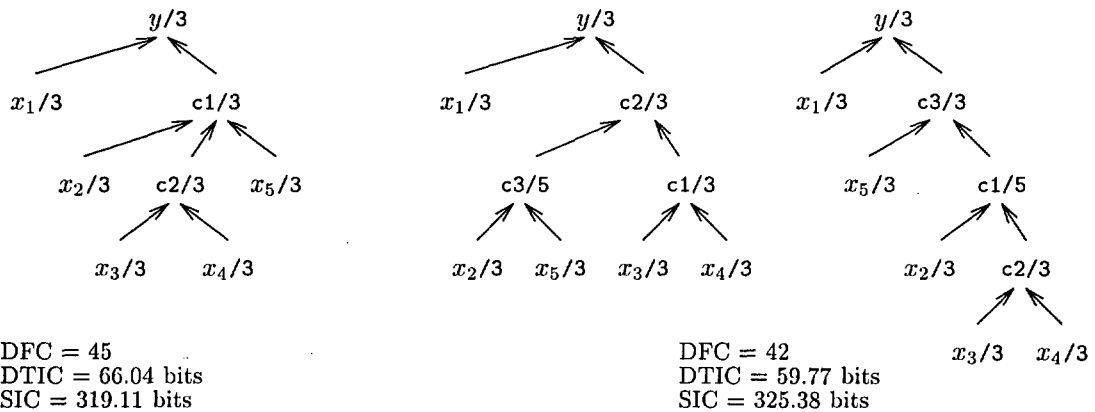 y/3 y/3 y/3
x₁/3 c1/3 x₁/3 c2/3 x₁/3 c3/3
x₂/3 c2/3 x₅/3 c3/5 c1/3 x₅/3 c1/5
x₃/3 x₄/3 x₂/3 x₅/3 x₃/3 x₄/3 x₂/3 c2/3
x₃/3 x₄/3
DFC = 45
DTIC = 66.04 bits
SIC = 319.11 bits
DFC = 42
DTIC = 59.77 bits
SIC = 325.38 bits